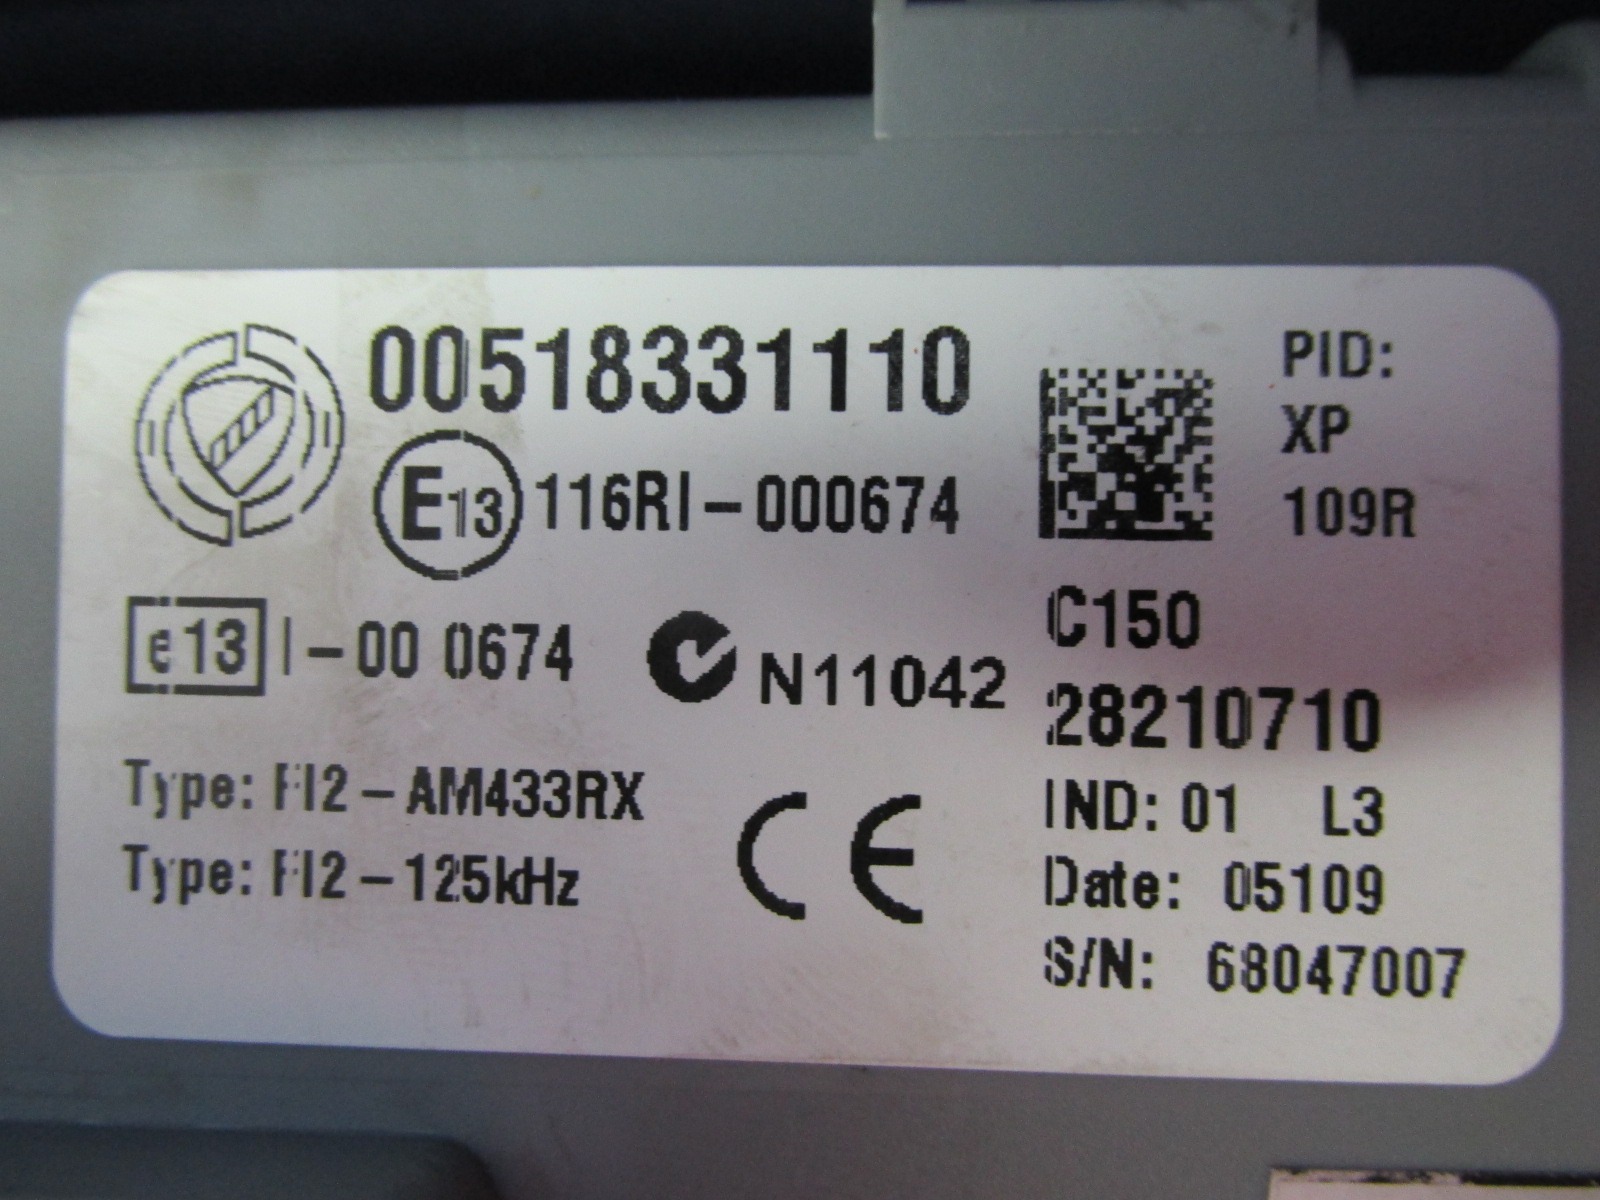 00518331110
E13 116RI-000674
e13 I-00 0674
N11042
Type: FI2-AM433RX
Type: FI2-125kHz
CE
PID:
XP
109R
C150
28210710
IND: 01 L3
Date: 05109
S/N: 68047007